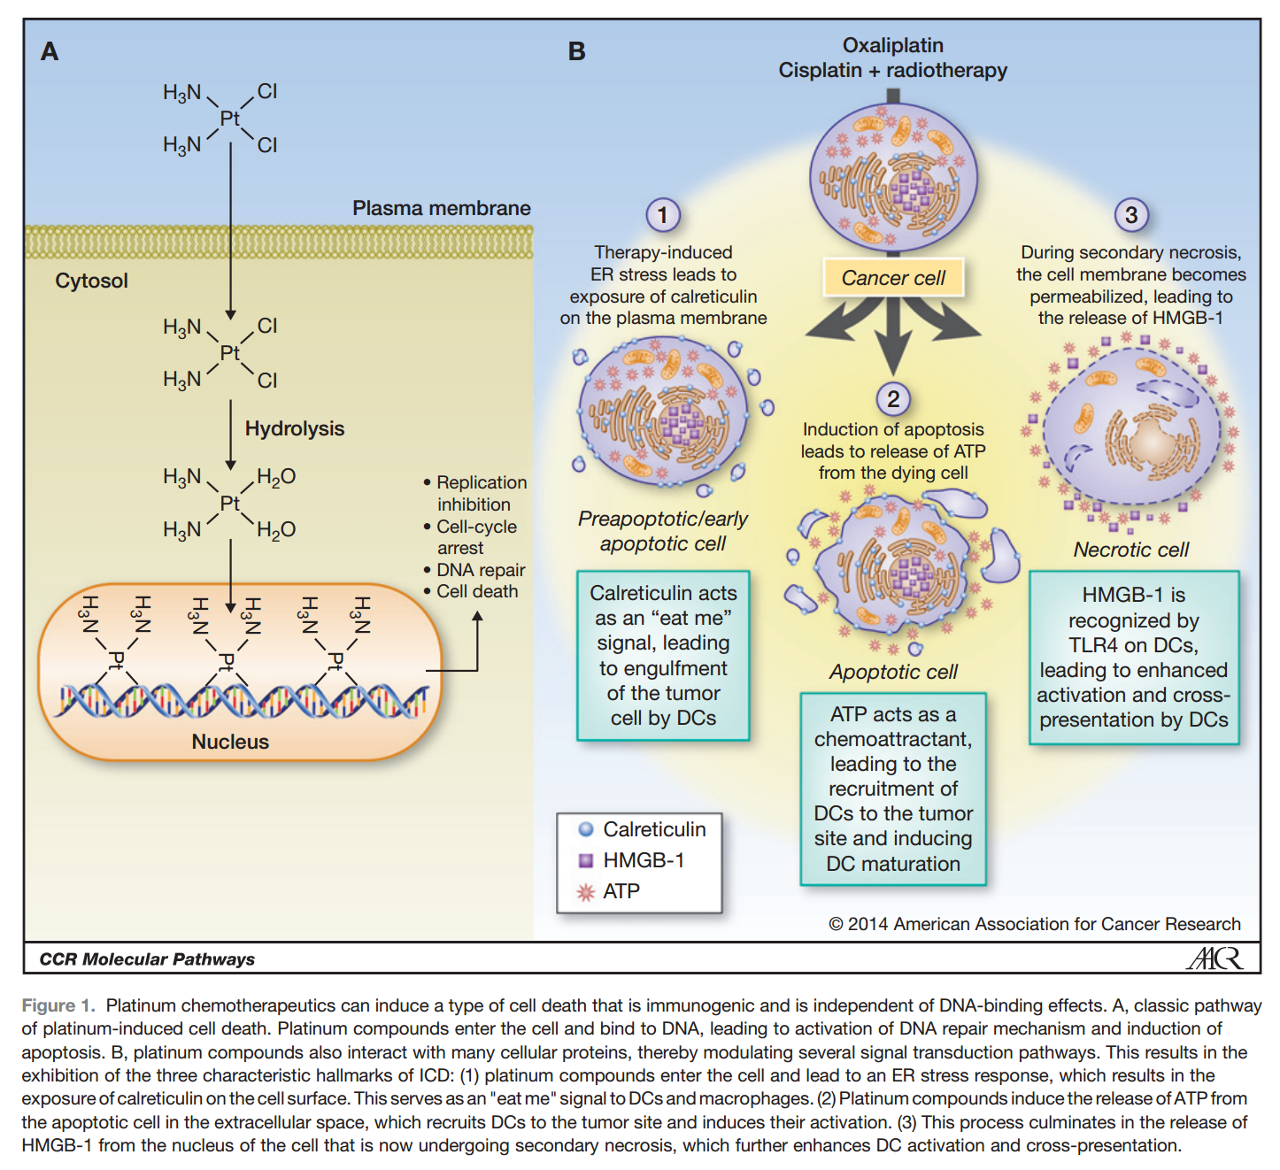 A
H₃N Cl
Pt
H₃N Cl
Plasma membrane
Cytosol
H₃N Cl
Pt
H₃N Cl
Hydrolysis
H₃N H₂O
Pt
H₃N H₂O
• Replication
inhibition
• Cell-cycle
arrest
• DNA repair
• Cell death
H₃N H₃N H₃N H₃N H₃N H₃N
Pt Pt Pt
Nucleus
B
Oxaliplatin
Cisplatin + radiotherapy
Cancer cell
1
Therapy-induced
ER stress leads to
exposure of calreticulin
on the plasma membrane
Preapoptotic/early
apoptotic cell
Calreticulin acts
as an “eat me”
signal, leading
to engulfment
of the tumor
cell by DCs
2
Induction of apoptosis
leads to release of ATP
from the dying cell
Apoptotic cell
ATP acts as a
chemoattractant,
leading to the
recruitment of
DCs to the tumor
site and inducing
DC maturation
3
During secondary necrosis,
the cell membrane becomes
permeabilized, leading to
the release of HMGB-1
Necrotic cell
HMGB-1 is
recognized by
TLR4 on DCs,
leading to enhanced
activation and cross-
presentation by DCs
Calreticulin
HMGB-1
ATP
© 2014 American Association for Cancer Research
CCR Molecular Pathways
AACR
Figure 1. Platinum chemotherapeutics can induce a type of cell death that is immunogenic and is independent of DNA-binding effects. A, classic pathway
of platinum-induced cell death. Platinum compounds enter the cell and bind to DNA, leading to activation of DNA repair mechanism and induction of
apoptosis. B, platinum compounds also interact with many cellular proteins, thereby modulating several signal transduction pathways. This results in the
exhibition of the three characteristic hallmarks of ICD: (1) platinum compounds enter the cell and lead to an ER stress response, which results in the
exposure of calreticulin on the cell surface. This serves as an "eat me" signal to DCs and macrophages. (2) Platinum compounds induce the release of ATP from
the apoptotic cell in the extracellular space, which recruits DCs to the tumor site and induces their activation. (3) This process culminates in the release of
HMGB-1 from the nucleus of the cell that is now undergoing secondary necrosis, which further enhances DC activation and cross-presentation.